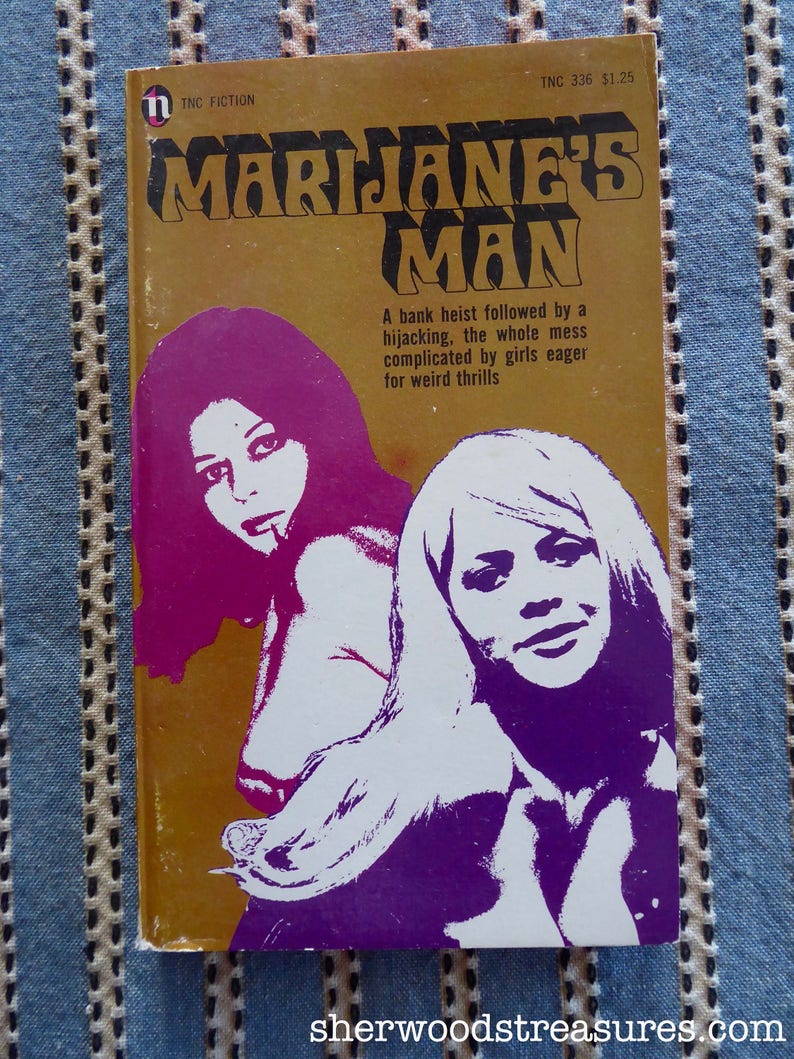 n TNC FICTION
TNC 336 $1.25
MARIJANE'S
MAN
A bank heist followed by a
hijacking, the whole mess
complicated by girls eager
for weird thrills
sherwoodstreasures.com